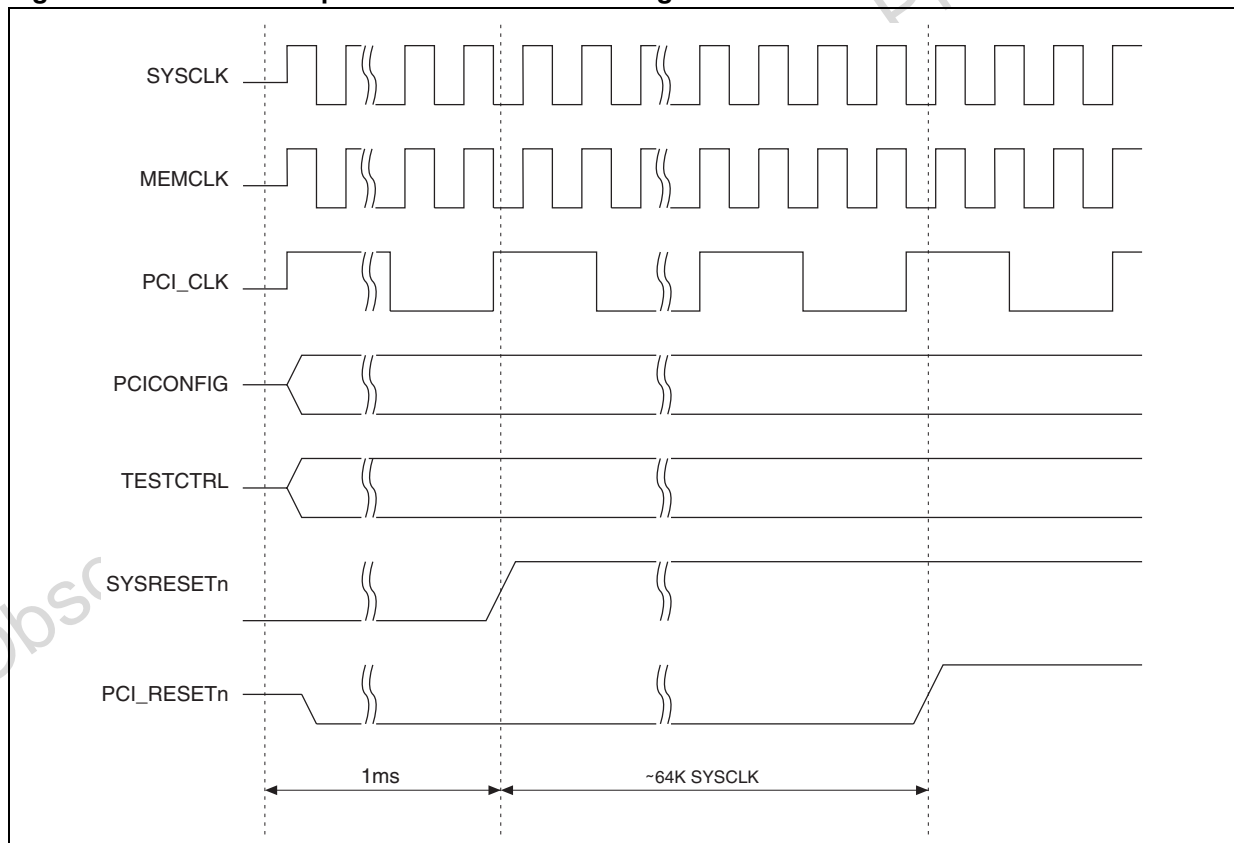 SYSCLK
MEMCLK
PCI_CLK
PCICONFIG
TESTCTRL
SYSRESETn
PCI_RESETn
1ms
~64K SYSCLK